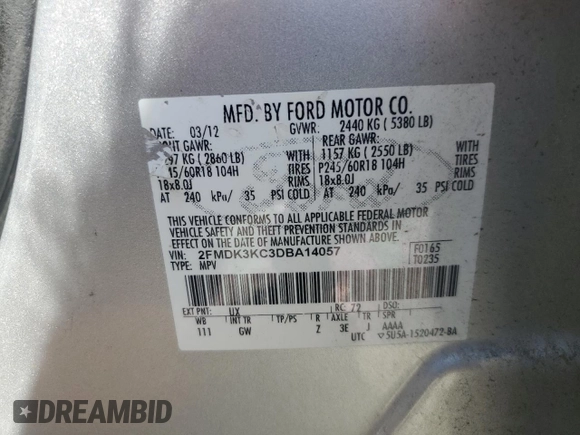 MFD. BY FORD MOTOR CO.
DATE: 03/12 GVWR: 2440 KG ( 5380 LB)
FRONT GAWR: REAR GAWR:
97 KG ( 2860 LB) WITH 1157 KG ( 2550 LB) WITH
45/60R18 104H TIRES P245/60R18 104H TIRES
18x8.0J RIMS 18x8.0J RIMS
AT 240 kPa/ 35 PSI COLD AT 240 kPa/ 35 PSI COLD
THIS VEHICLE CONFORMS TO ALL APPLICABLE FEDERAL MOTOR
VEHICLE SAFETY AND THEFT PREVENTION STANDARDS IN
EFFECT ON THE DATE OF MANUFACTURE SHOWN ABOVE.
VIN: 2FMDK3KC3DBA14057 F0165
TYPE: MPV T0235
EXT PNT: UX RC: 72 DSO:
WB INT TR TP/PS R AXLE TR SPR
111 GW Z 3E J AAAA
UTC 5U5A-1520472-BA
DREAMBID